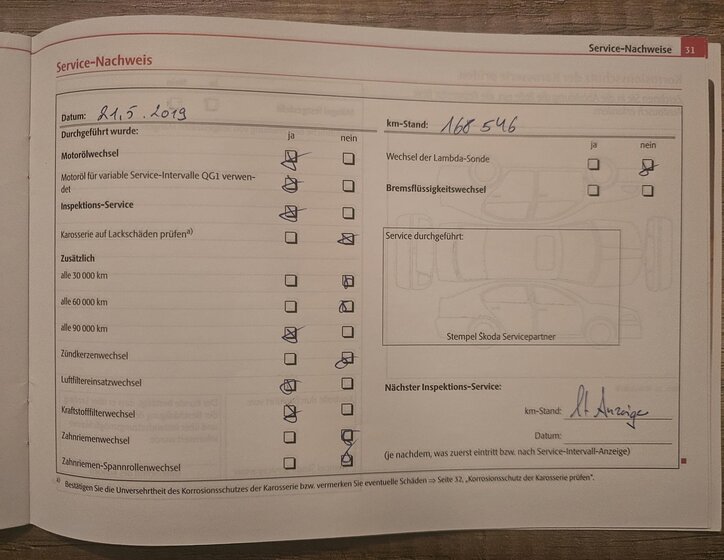 Service-Nachweise 31
Service-Nachweis
Datum: 21.5.2019
Durchgeführt wurde: ja nein
Motorölwechsel
Motoröl für variable Service-Intervalle QG1 verwen-
det
Inspektions-Service
Karosserie auf Lackschäden prüfen a)
Zusätzlich
alle 30 000 km
alle 60 000 km
alle 90 000 km
Zündkerzenwechsel
Luftfiltereinsatzwechsel
Kraftstofffilterwechsel
Zahnriemenwechsel
Zahnriemen-Spannrollenwechsel
km-Stand: 168 546
ja nein
Wechsel der Lambda-Sonde
Bremsflüssigkeitswechsel
Service durchgeführt:
Stempel Škoda Servicepartner
Nächster Inspektions-Service:
km-Stand: lt Anzeige
Datum:
(je nachdem, was zuerst eintritt bzw. nach Service-Intervall-Anzeige)
a) Bestätigen Sie die Unversehrtheit des Korrosionsschutzes der Karosserie bzw. vermerken Sie eventuelle Schäden ⇒ Seite 32, „Korrosionsschutz der Karosserie prüfen“.